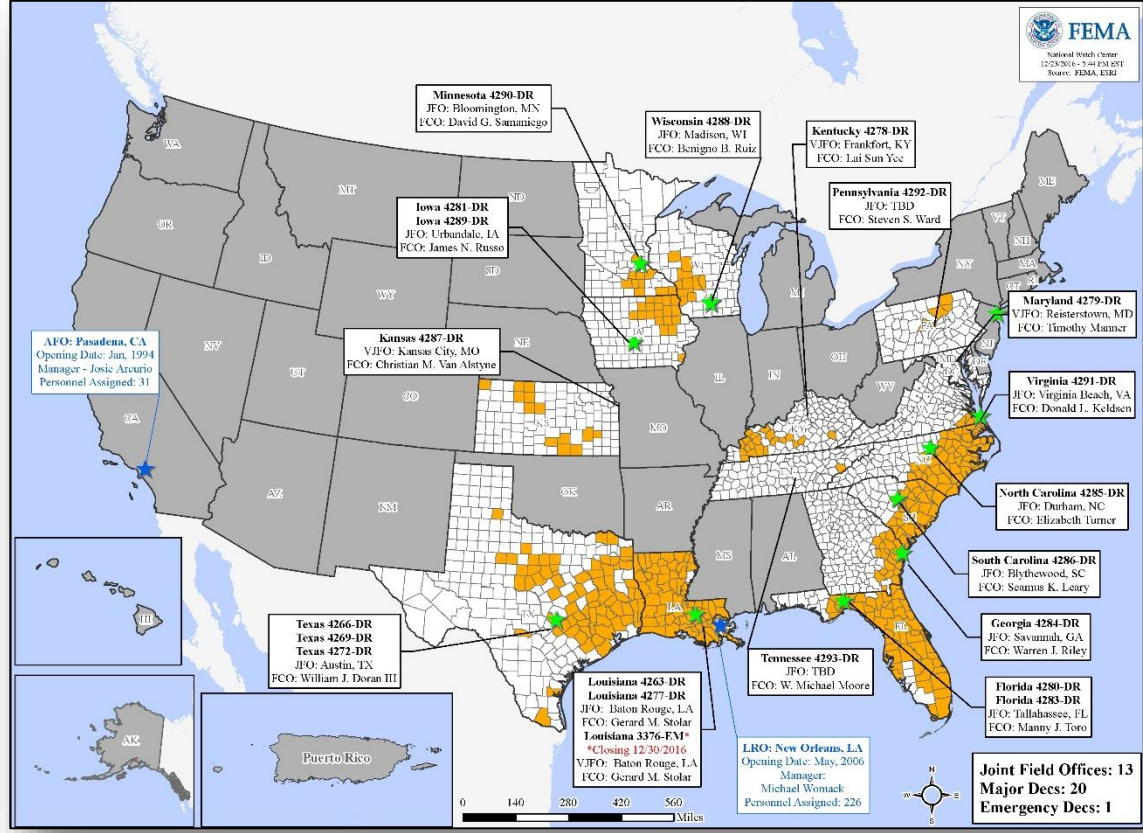 FEMA
National Watch Center
12/23/2016 - 5:44 PM EST
Source: FEMA, ESRI
Minnesota 4290-DR
JFO: Bloomington, MN
FCO: David G. Samaniego
Wisconsin 4288-DR
JFO: Madison, WI
FCO: Benigno B. Ruiz
Kentucky 4278-DR
VJFO: Frankfort, KY
FCO: Lai Sun Yee
Pennsylvania 4292-DR
JFO: TBD
FCO: Steven S. Ward
Iowa 4281-DR
Iowa 4289-DR
JFO: Urbandale, IA
FCO: James N. Russo
Maryland 4279-DR
VJFO: Reisterstown, MD
FCO: Timothy Manner
Kansas 4287-DR
VJFO: Kansas City, MO
FCO: Christian M. Van Alstyne
AFO: Pasadena, CA
Opening Date: Jan, 1994
Manager - Josie Arcurio
Personnel Assigned: 31
Virginia 4291-DR
JFO: Virginia Beach, VA
FCO: Donald L. Keldsen
North Carolina 4285-DR
JFO: Durham, NC
FCO: Elizabeth Turner
South Carolina 4286-DR
JFO: Blythewood, SC
FCO: Seamus K. Leary
Georgia 4284-DR
JFO: Savannah, GA
FCO: Warren J. Riley
Texas 4266-DR
Texas 4269-DR
Texas 4272-DR
JFO: Austin, TX
FCO: William J. Doran III
Tennessee 4293-DR
JFO: TBD
FCO: W. Michael Moore
Florida 4280-DR
Florida 4283-DR
JFO: Tallahassee, FL
FCO: Manny J. Toro
Louisiana 4263-DR
Louisiana 4277-DR
JFO: Baton Rouge, LA
FCO: Gerard M. Stolar
Louisiana 3376-EM*
*Closing 12/30/2016
VJFO: Baton Rouge, LA
FCO: Gerard M. Stolar
LRO: New Orleans, LA
Opening Date: May, 2006
Manager:
Michael Womack
Personnel Assigned: 226
WA
MT
ND
OR
ID
SD
WY
NE
NV
UT
CO
CA
AZ
NM
KS
OK
TX
MO
AR
LA
MS
AL
IA
WI
IL
IN
MI
OH
WV
PA
NY
VT
NH
ME
MA
RI
CT
NJ
DE
MD
NC
SC
FL
HI
AK
Puerto Rico
0 140 280 420 560
Miles
N
W E
S
Joint Field Offices: 13
Major Decs: 20
Emergency Decs: 1